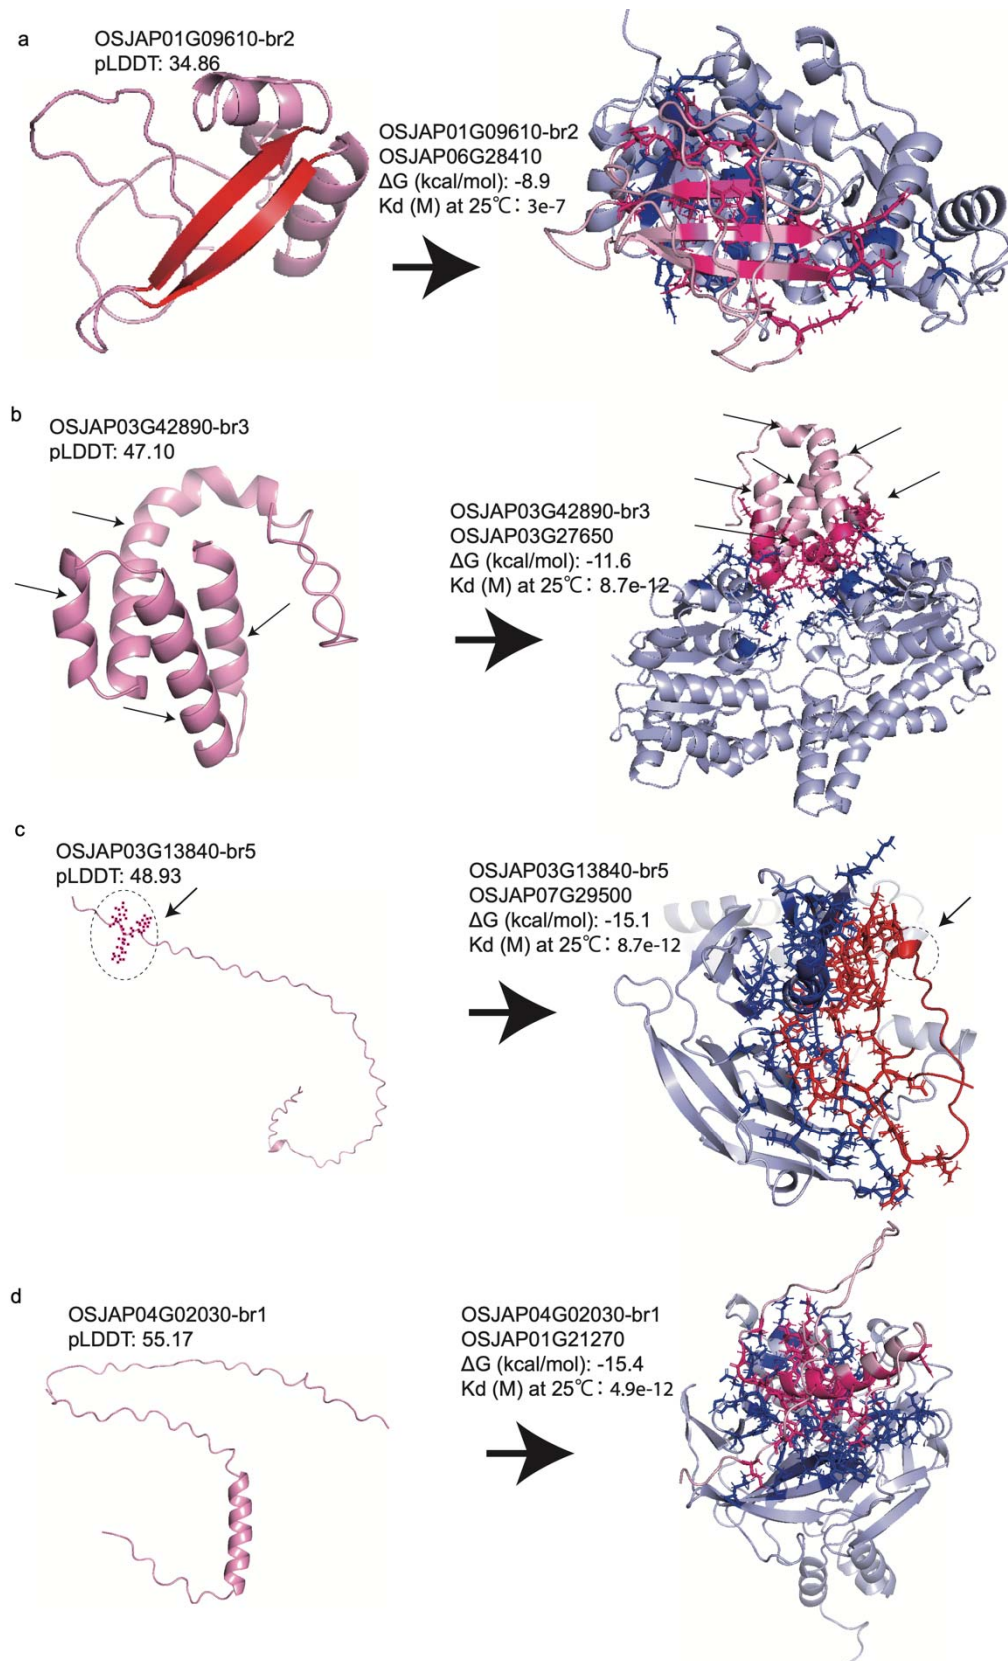 a
OSJAP01G09610-br2
pLDDT: 34.86
OSJAP01G09610-br2
OSJAP06G28410
ΔG (kcal/mol): -8.9
Kd (M) at 25℃: 3e-7
b
OSJAP03G42890-br3
pLDDT: 47.10
OSJAP03G42890-br3
OSJAP03G27650
ΔG (kcal/mol): -11.6
Kd (M) at 25℃: 8.7e-12
c
OSJAP03G13840-br5
pLDDT: 48.93
OSJAP03G13840-br5
OSJAP07G29500
ΔG (kcal/mol): -15.1
Kd (M) at 25℃: 8.7e-12
d
OSJAP04G02030-br1
pLDDT: 55.17
OSJAP04G02030-br1
OSJAP01G21270
ΔG (kcal/mol): -15.4
Kd (M) at 25℃: 4.9e-12